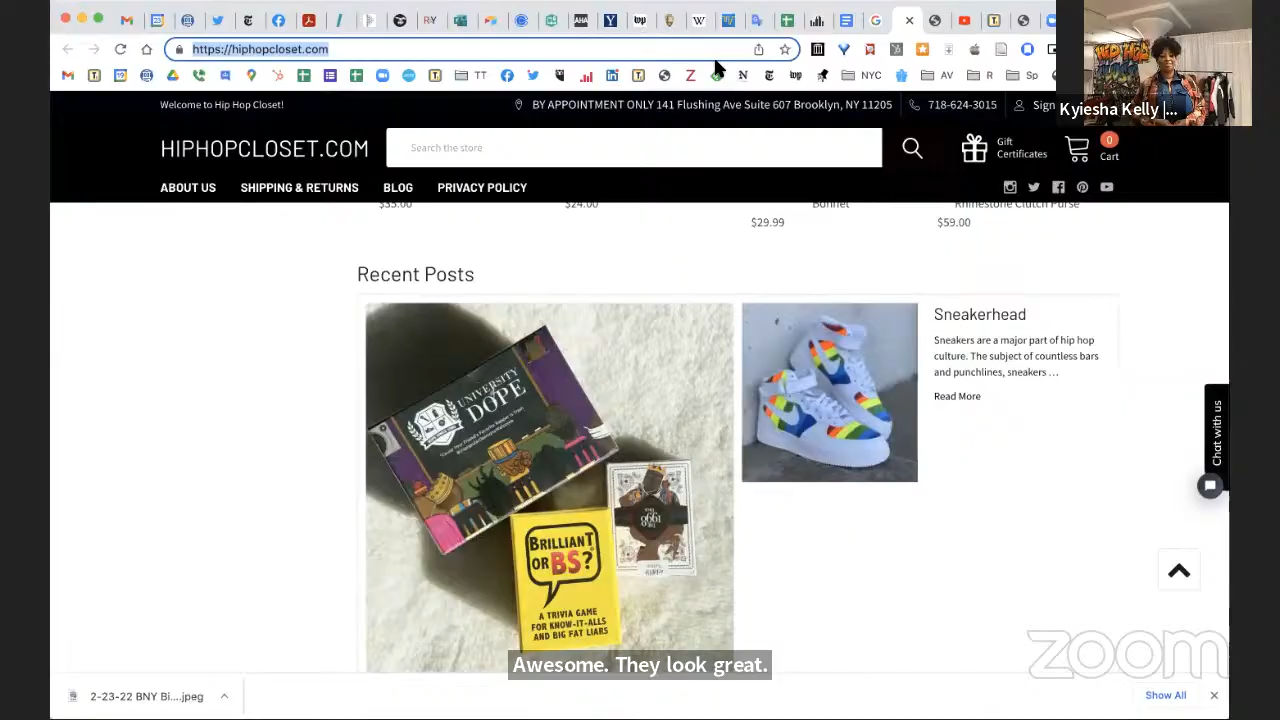 https://hiphopcloset.com
TT
NYC
AV
R
Sp
Kyiesha Kelly |...
Welcome to Hip Hop Closet!
BY APPOINTMENT ONLY 141 Flushing Ave Suite 607 Brooklyn, NY 11205
718-624-3015
Sign
HIPHOPCLOSET.COM
Search the store
Gift
Certificates
0
Cart
ABOUT US
SHIPPING & RETURNS
BLOG
PRIVACY POLICY
$35.00
$24.00
Bonnet
Rhinestone Clutch Purse
$29.99
$59.00
Recent Posts
UNIVERSITY
DOPE
BRILLIANT
OR BS?
A TRIVIA GAME
FOR KNOW-IT-ALLS
AND BIG FAT LIARS
Sneakerhead
Sneakers are a major part of hip hop
culture. The subject of countless bars
and punchlines, sneakers …
Read More
Chat with us
Awesome. They look great.
zoom
2-23-22 BNY Bi....jpeg
Show All